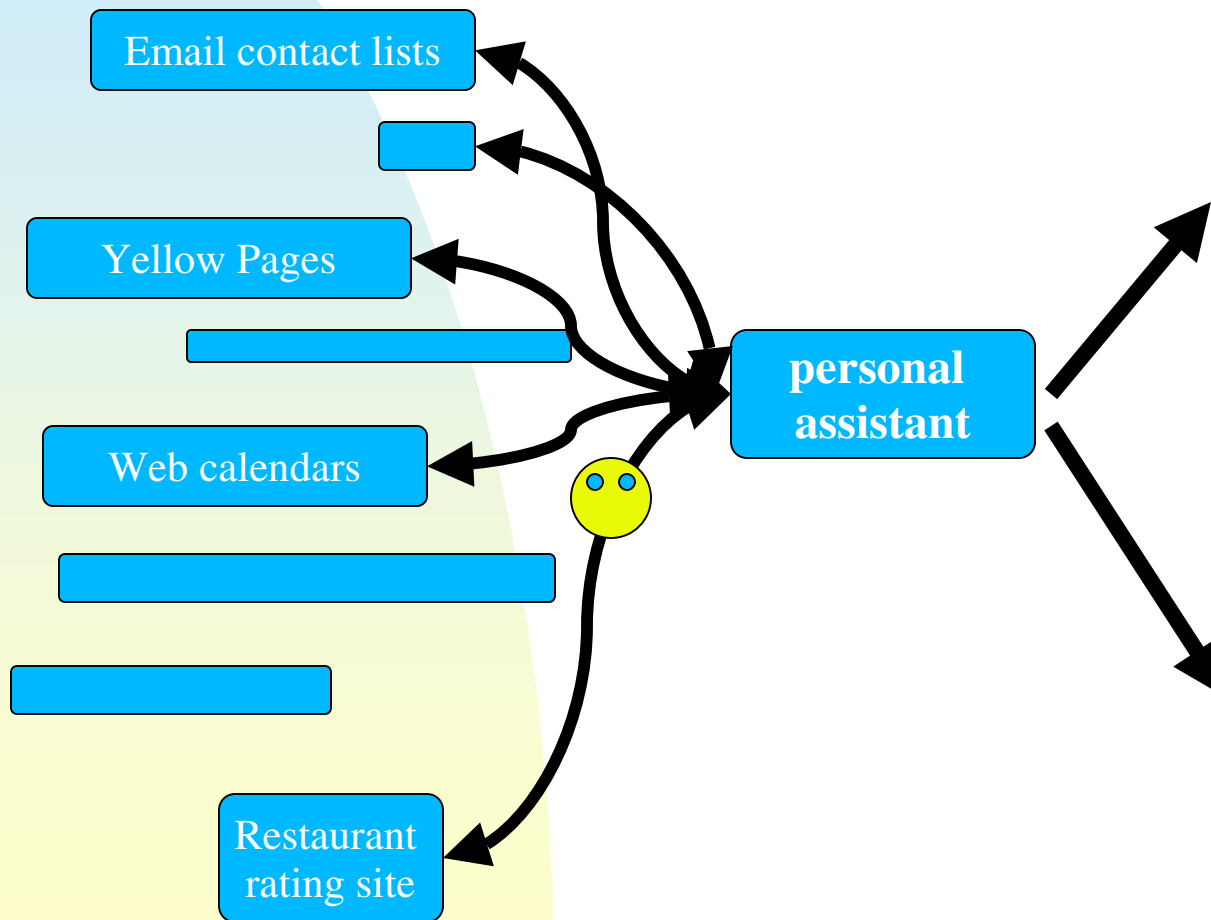 Email contact lists
Yellow Pages
personal
assistant
Web calendars
Restaurant
rating site